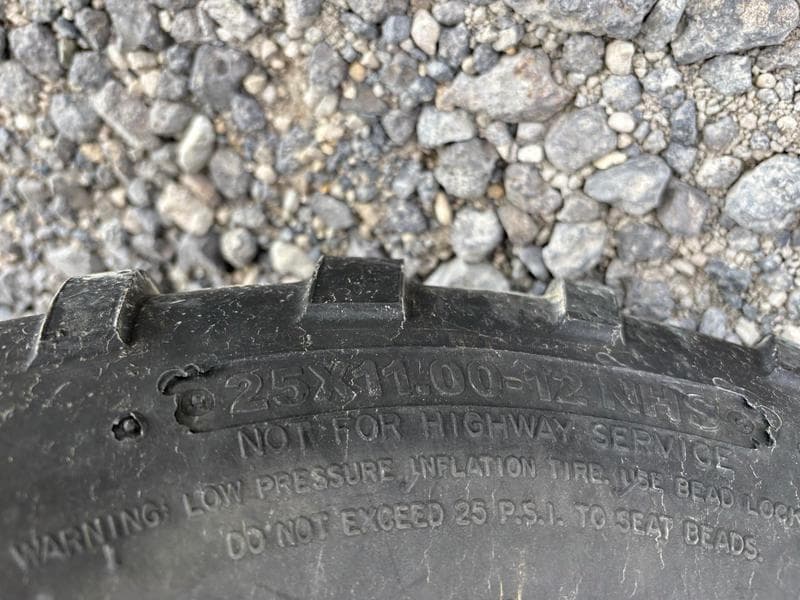 25X11.00-12 NHS
NOT FOR HIGHWAY SERVICE
WARNING: LOW PRESSURE INFLATION TIRE. USE BEAD LOCK
DO NOT EXCEED 25 P.S.I. TO SEAT BEADS.